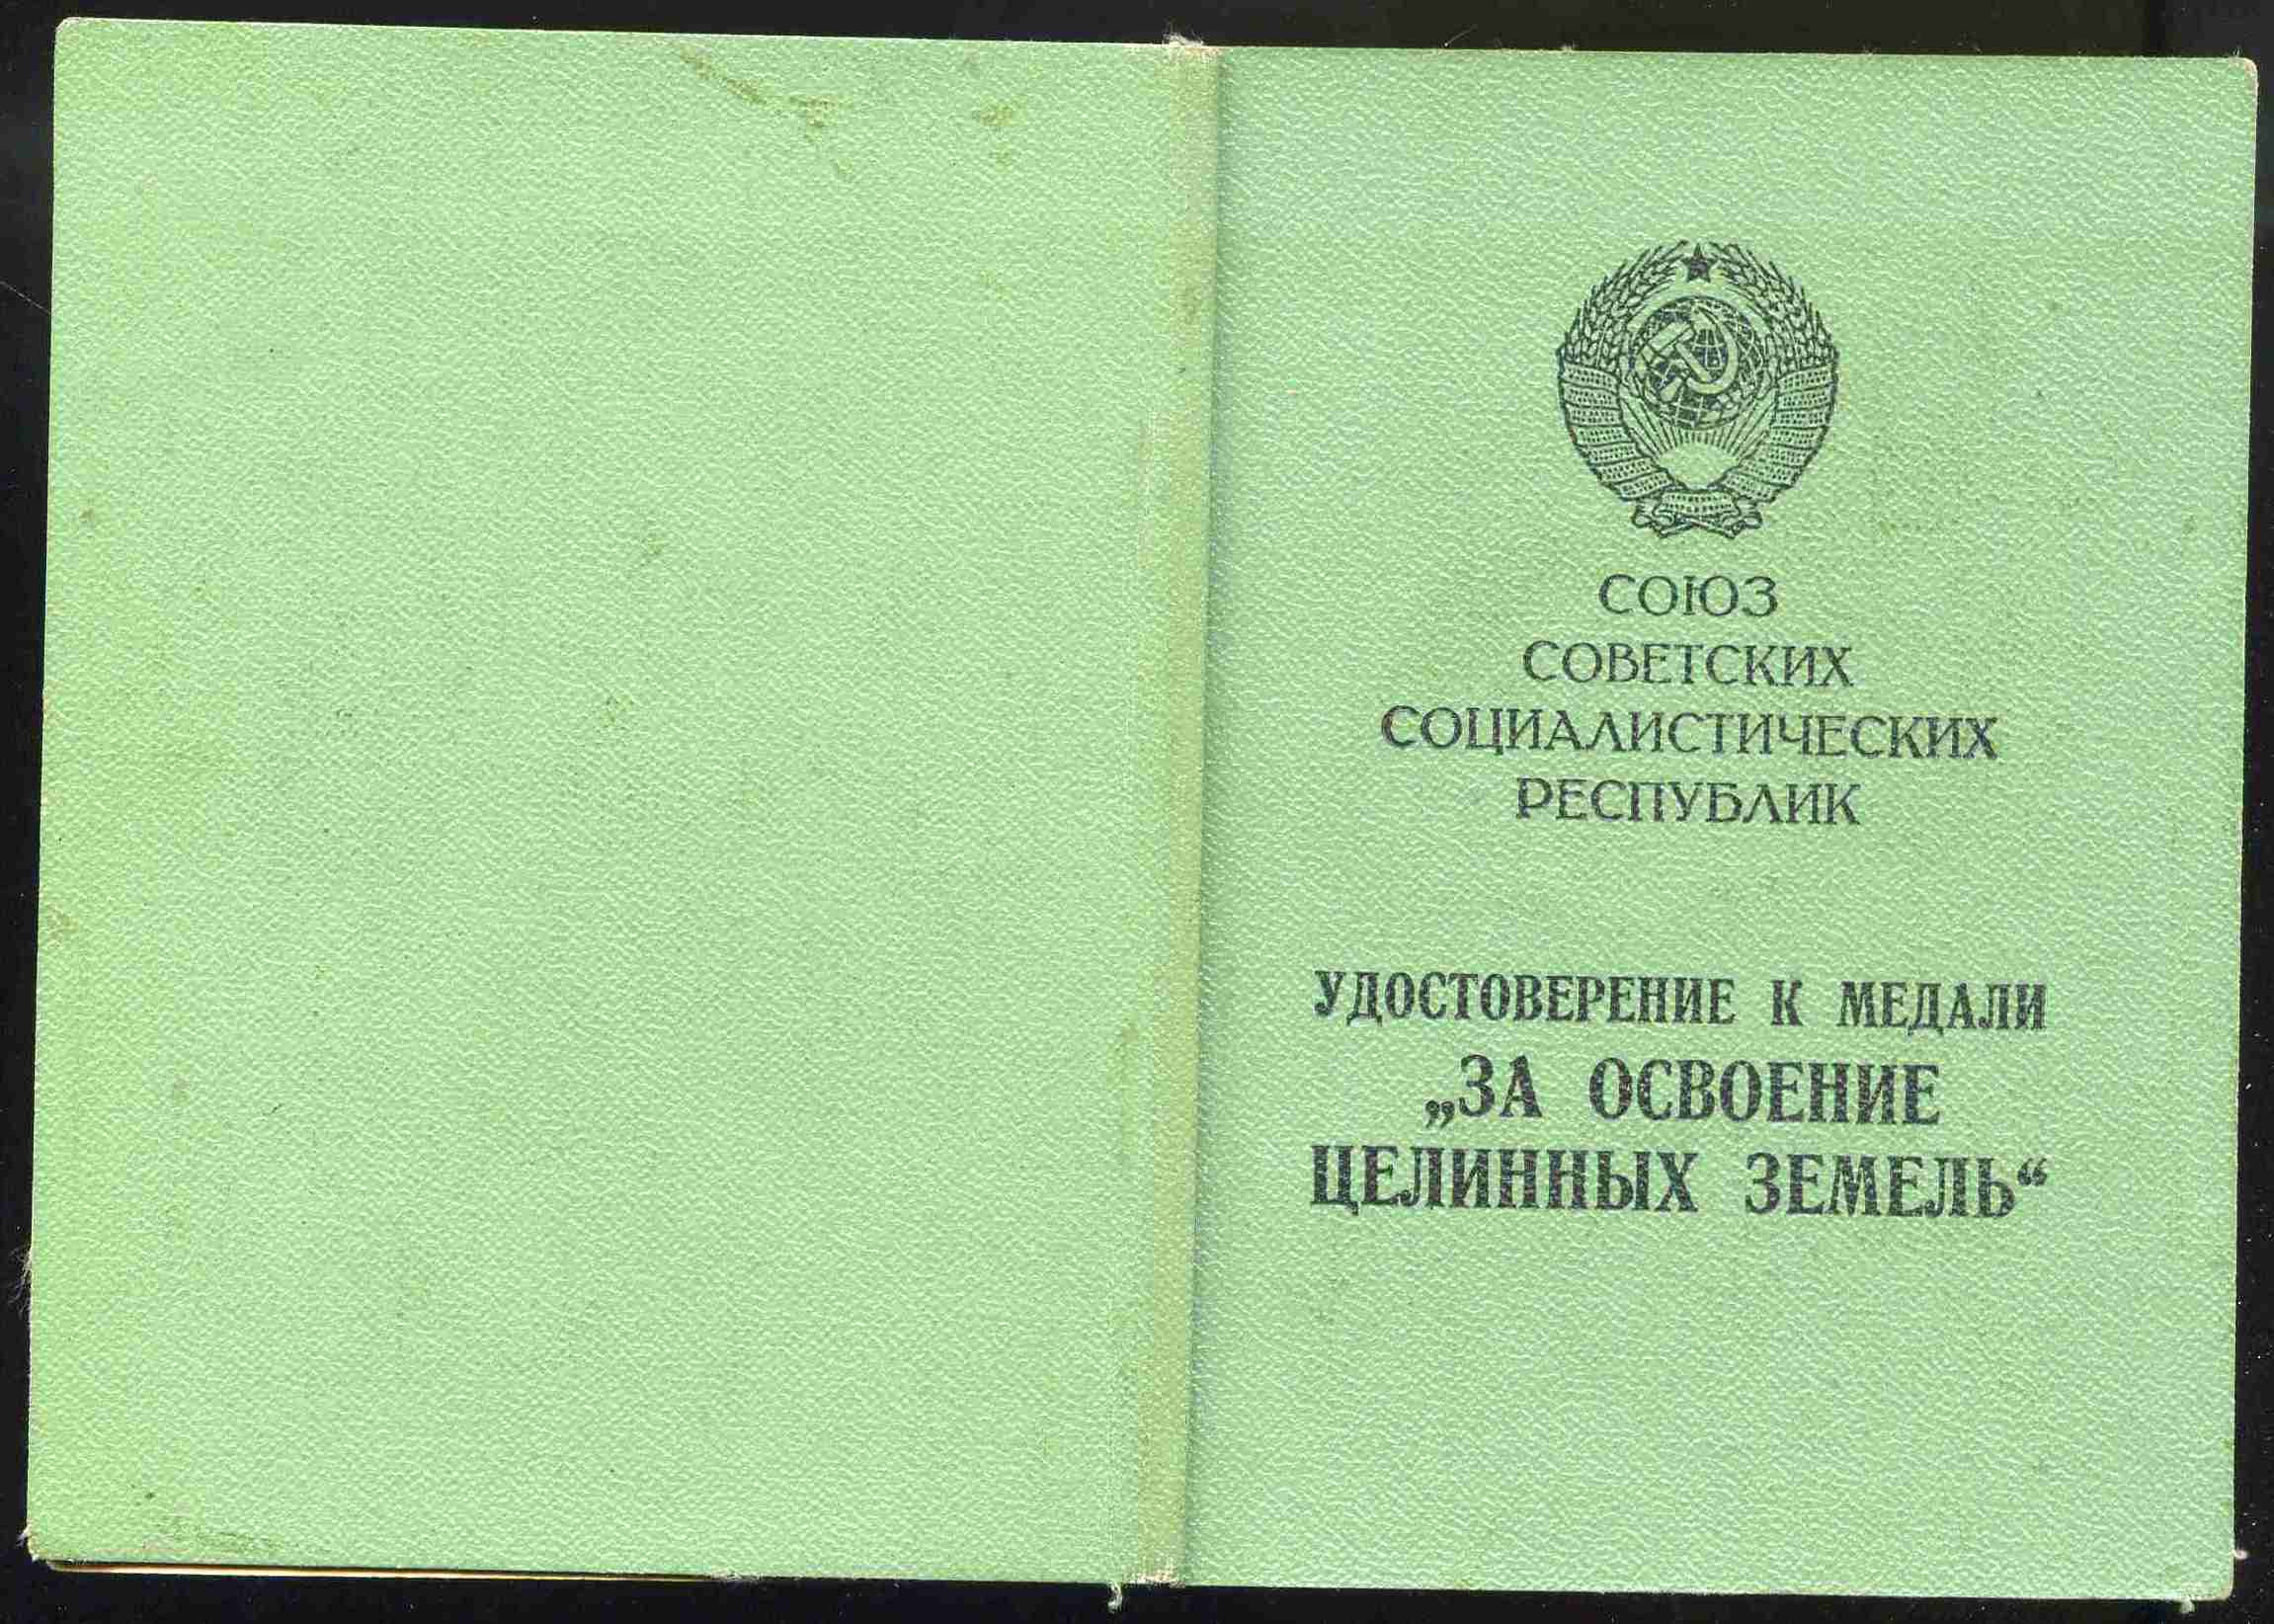 СОЮЗ
СОВЕТСКИХ
СОЦИАЛИСТИЧЕСКИХ
РЕСПУБЛИК
УДОСТОВЕРЕНИЕ К МЕДАЛИ
„ЗА ОСВОЕНИЕ
ЦЕЛИННЫХ ЗЕМЕЛЬ“